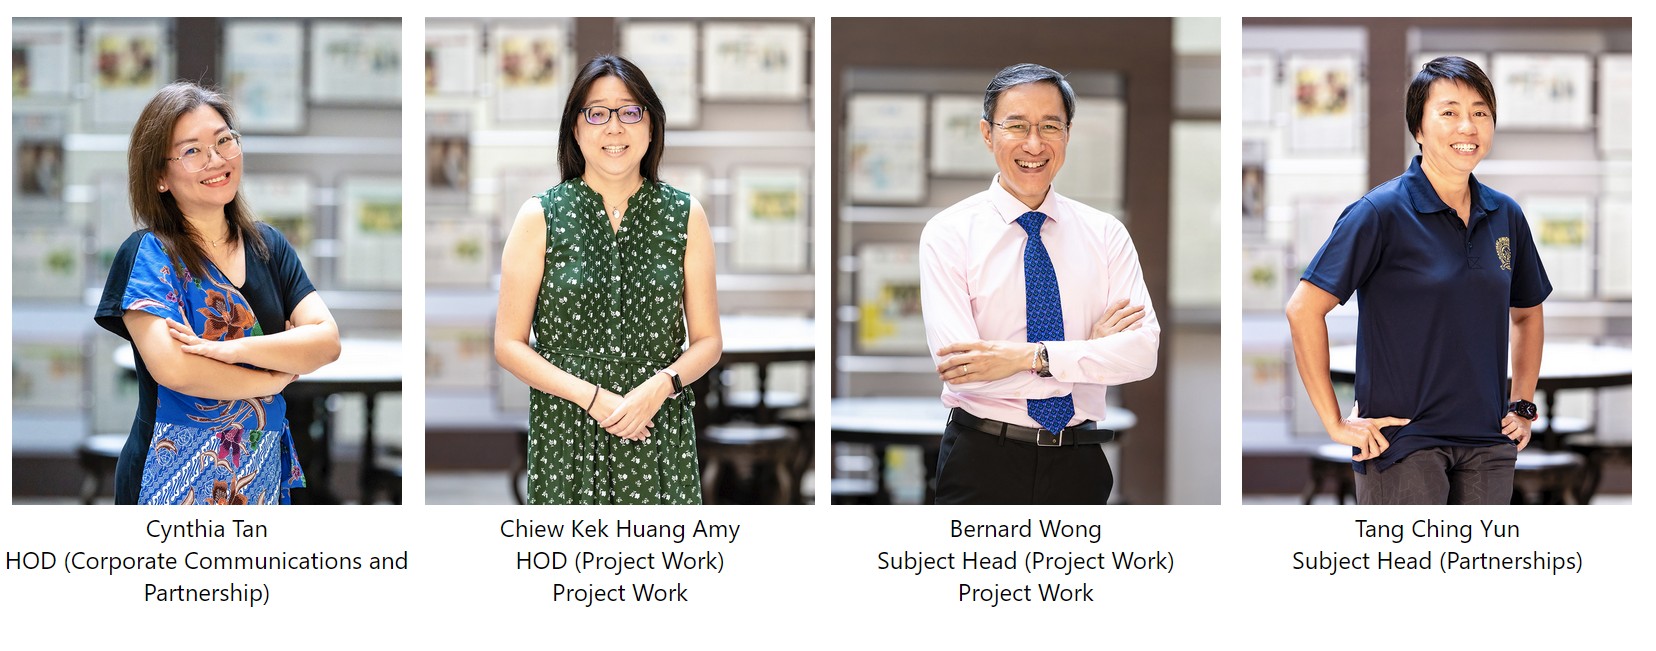 Cynthia Tan
HOD (Corporate Communications and
Partnership)
Chiew Kek Huang Amy
HOD (Project Work)
Project Work
Bernard Wong
Subject Head (Project Work)
Project Work
Tang Ching Yun
Subject Head (Partnerships)